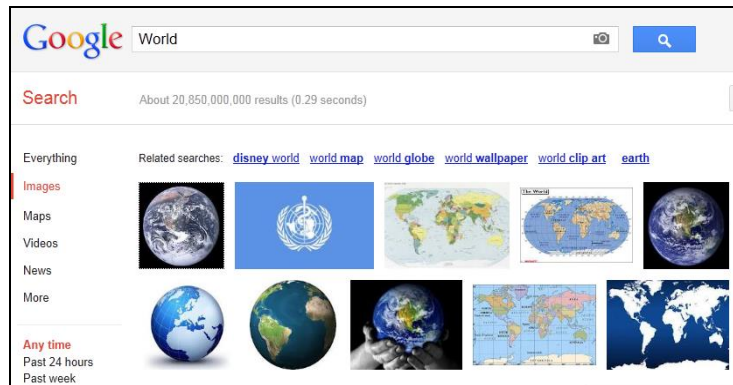 Google World
Search About 20,850,000,000 results (0.29 seconds)
Everything
Related searches: disney world world map world globe world wallpaper world clip art earth
Images
The World
Maps
Videos
News
More
Any time
Past 24 hours
Past week